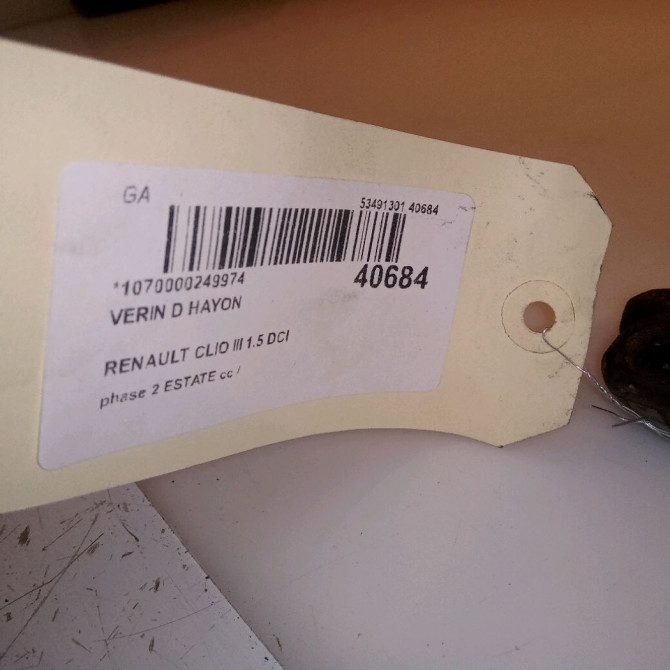 GA
53491301 40684
*1070000249974
40684
VERIN D HAYON
RENAULT CLIO III 1.5 DCI
phase 2 ESTATE cc /